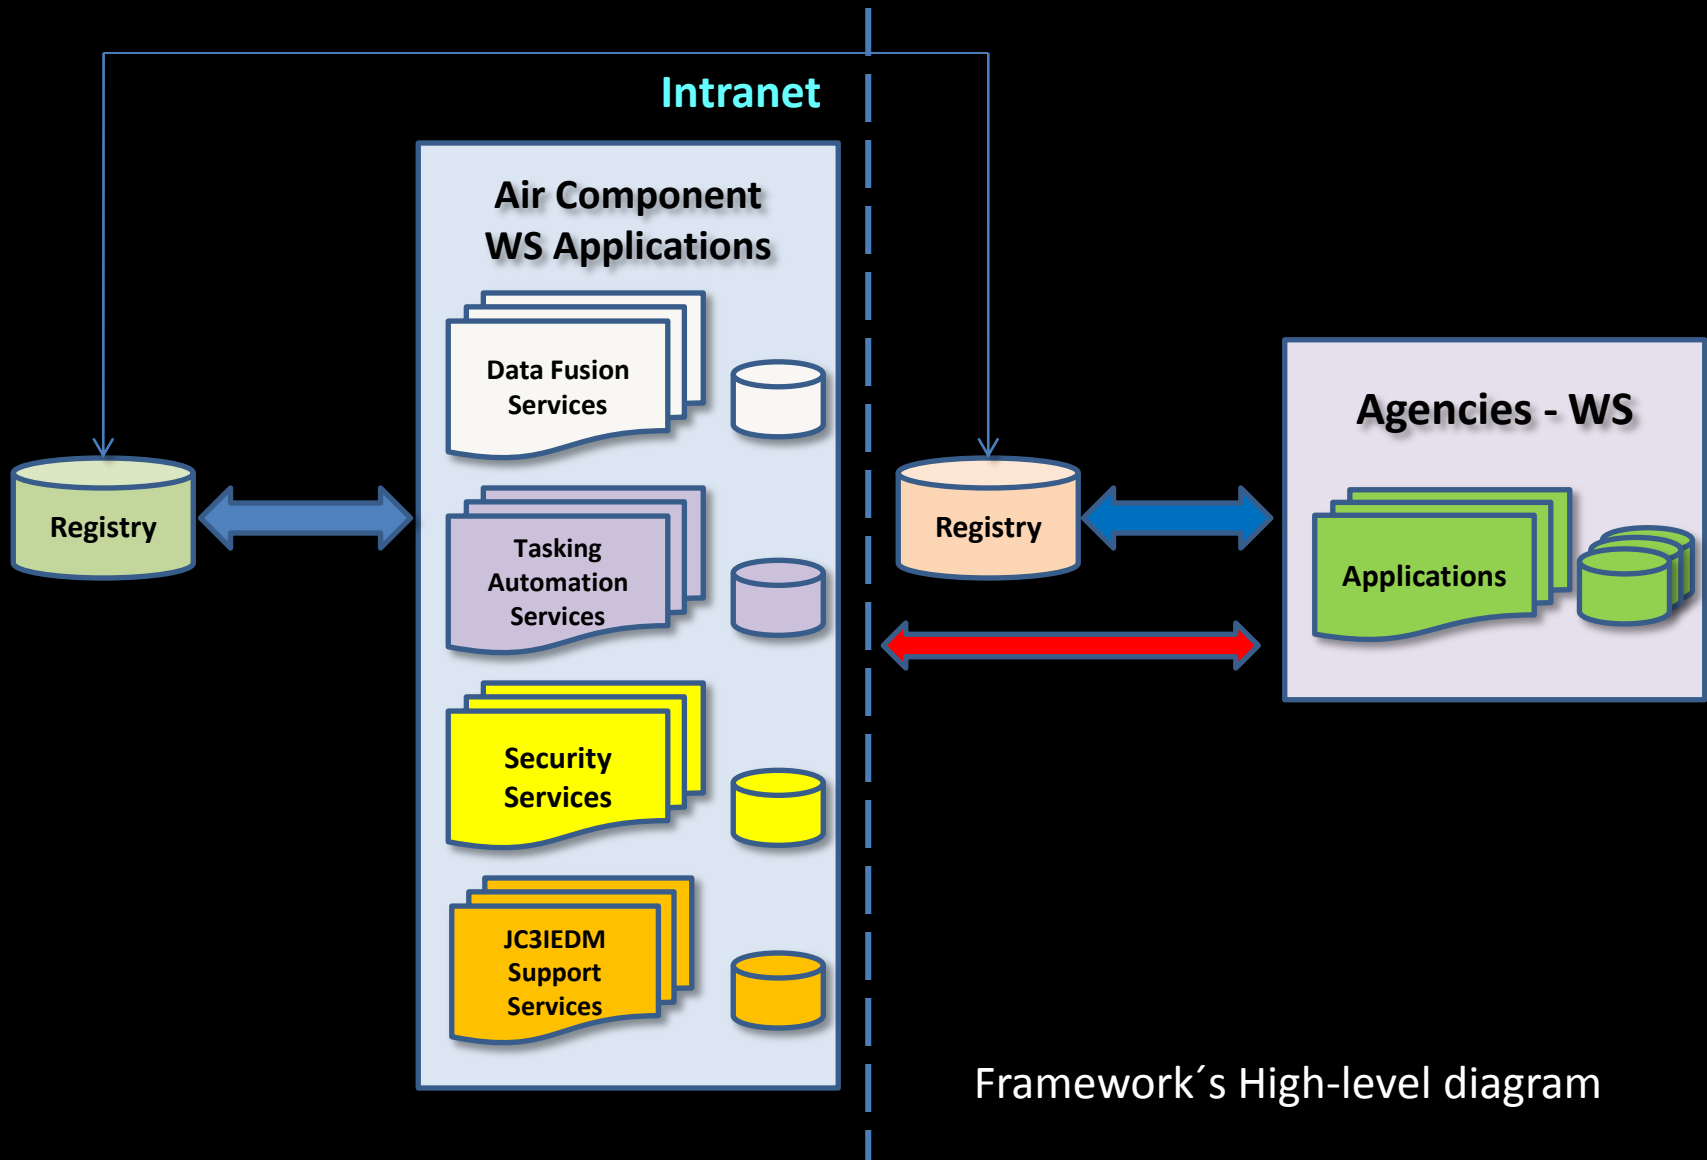 Intranet
Air Component
WS Applications
Data Fusion
Services
Registry
Tasking
Automation
Services
Security
Services
JC3IEDM
Support
Services
Registry
Agencies - WS
Applications
Framework´s High-level diagram